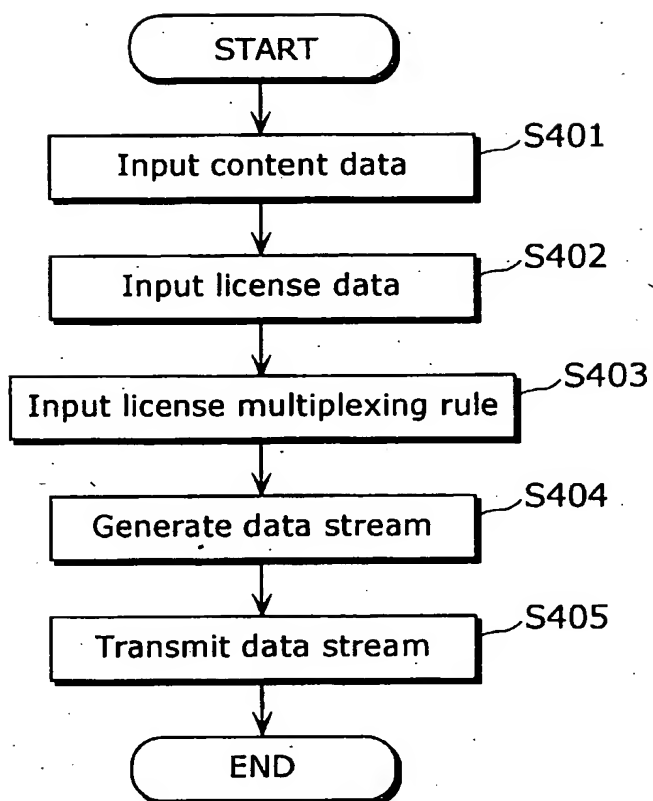 START
Input content data
S401
Input license data
S402
Input license multiplexing rule
S403
Generate data stream
S404
Transmit data stream
S405
END